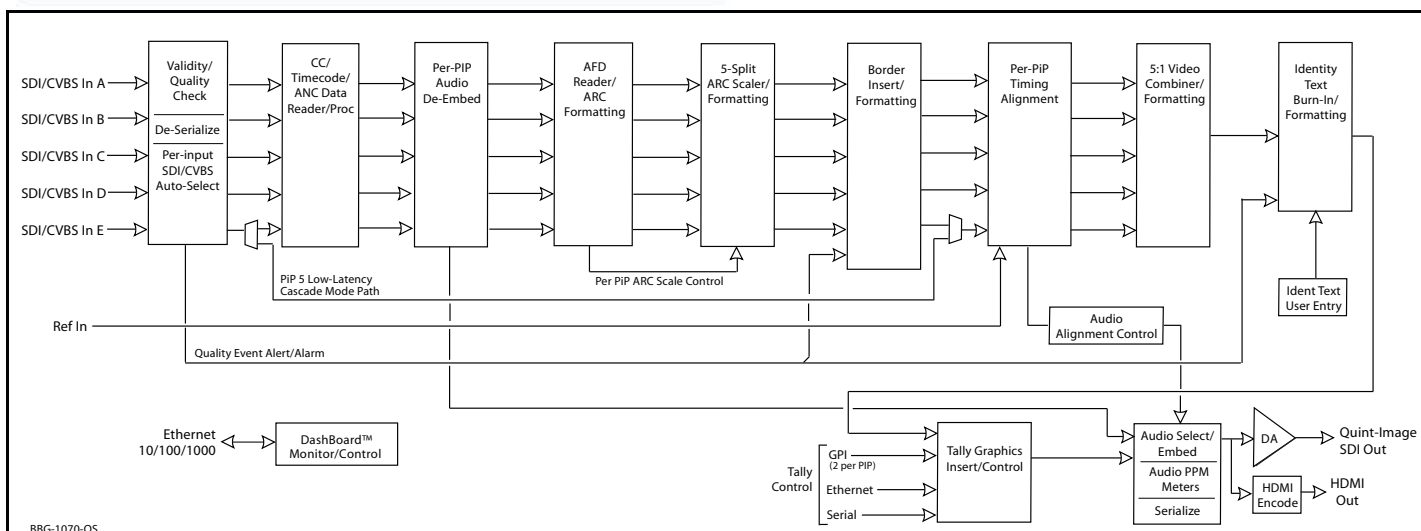 SDI/CVBS In A
SDI/CVBS In B
SDI/CVBS In C
SDI/CVBS In D
SDI/CVBS In E
Validity/
Quality
Check
De-Serialize
Per-input
SDI/CVBS
Auto-Select
CC/
Timecode/
ANC Data
Reader/Proc
Per-PIP
Audio
De-Embed
AFD
Reader/
ARC
Formatting
5-Split
ARC Scaler/
Formatting
Border
Insert/
Formatting
Per-PiP
Timing
Alignment
5:1 Video
Combiner/
Formatting
Identity
Text
Burn-In/
Formatting
PiP 5 Low-Latency
Cascade Mode Path
Per PiP ARC Scale Control
Ident Text
User Entry
Ref In
Audio
Alignment Control
Quality Event Alert/Alarm
Ethernet
10/100/1000
DashBoard™
Monitor/Control
Tally
Control
GPI
(2 per PIP)
Ethernet
Serial
Tally Graphics
Insert/Control
Audio Select/
Embed
Audio PPM
Meters
Serialize
DA
Quint-Image
SDI Out
HDMI
Encode
HDMI
Out
BBG-1070-QS